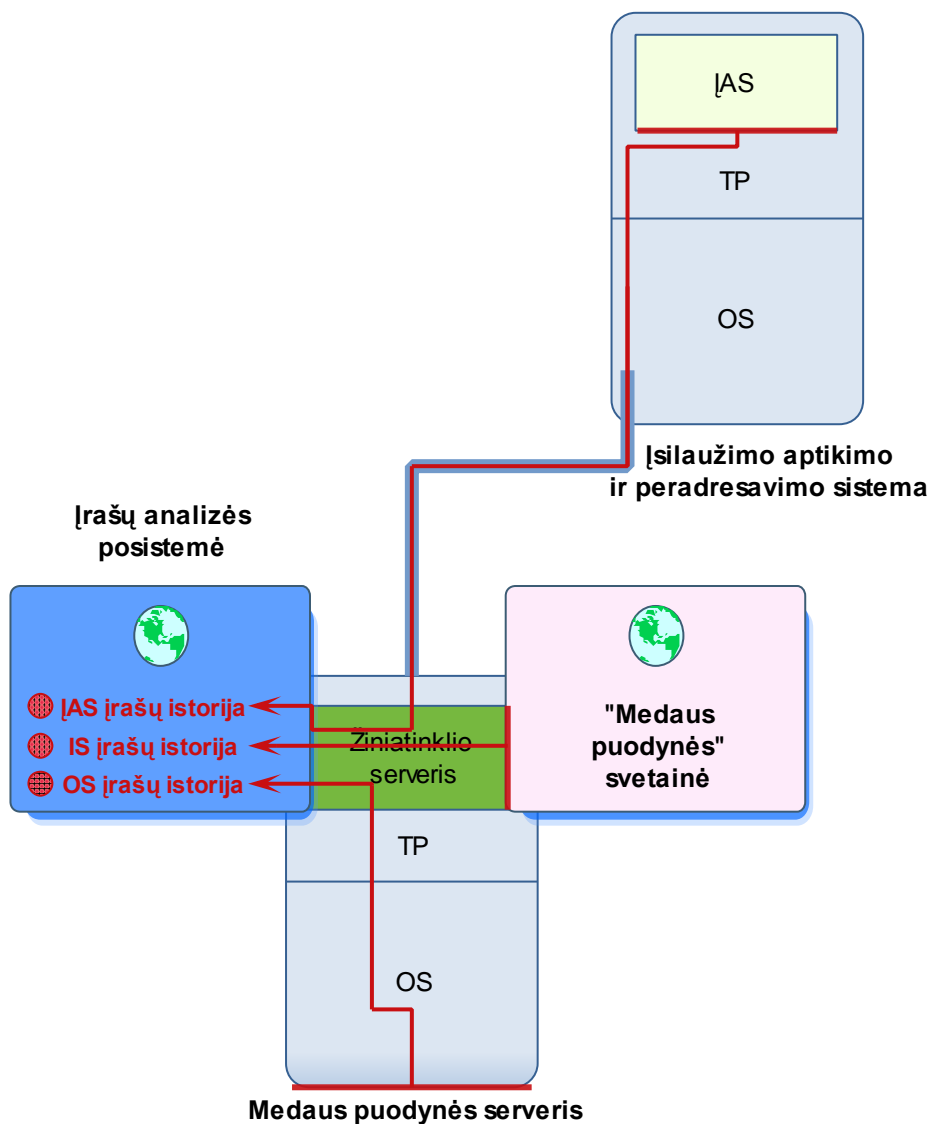 ĮAS
TP
OS
Įsilaužimo aptikimo
ir peradresavimo sistema
Įrašų analizės
posistemė
ĮAS įrašų istorija
IS įrašų istorija
OS įrašų istorija
Žiniatinklio
serveris
"Medaus
puodynės"
svetainė
TP
OS
Medaus puodynės serveris